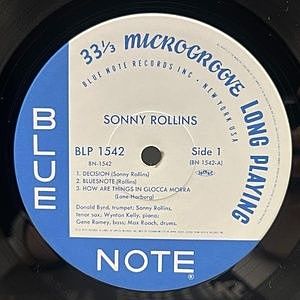 33⅓ MICROGROOVE LONG PLAYING
BLUE NOTE RECORDS INC • NEW YORK USA
SONNY ROLLINS
BLP 1542
Side 1
BN-1542
(BN 1542-A)
1. DECISION (Sonny Rollins)
2. BLUESNOTE (Rollins)
3. HOW ARE THINGS IN GLOCCA MORRA
(Lane-Harburg)
Donald Byrd, trumpet; Sonny Rollins,
tenor sax; Wynton Kelly, piano;
Gene Ramey, bass; Max Roach, drums.
BLUE
NOTE